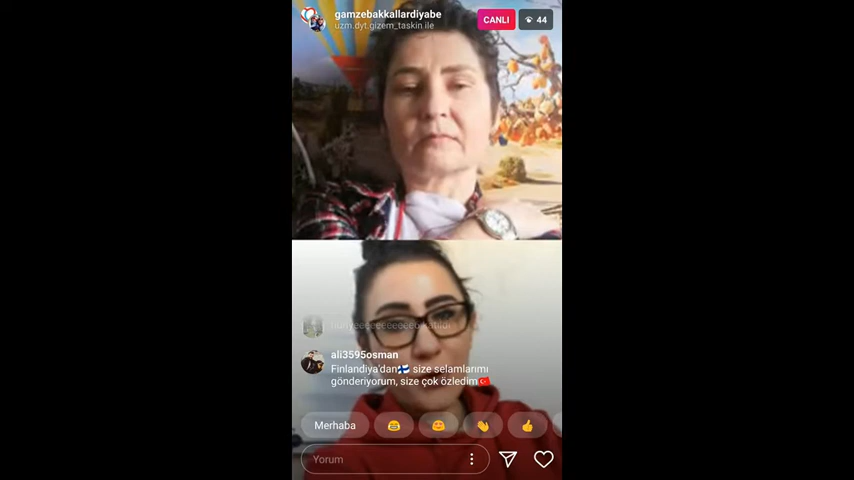 gamzebakkallardiyabe
uzm.dyt.gizem_taskin ile
CANLI
44
ali3595osman
Finlandiya'dan🇫🇮 size selamlarımı
gönderiyorum, size çok özledim🇹🇷
Merhaba
Yorum